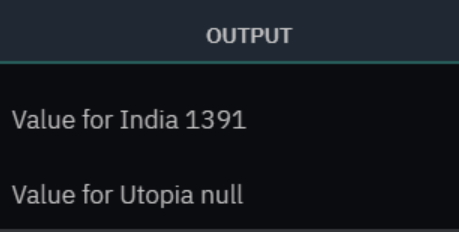 OUTPUT
Value for India 1391
Value for Utopia null